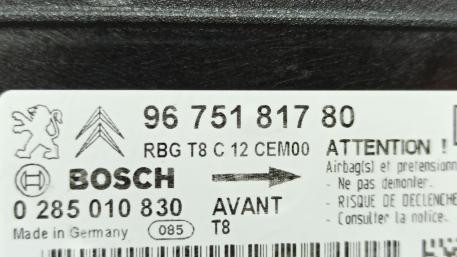 96 751 817 80
RBG T8 C 12 CEM00
ATTENTION !
Airbag(s) et pretension
- Ne pas demonter.
- RISQUE DE DECLENCHE
- Consulter la notice.
BOSCH
0 285 010 830
AVANT
Made in Germany
085
T8